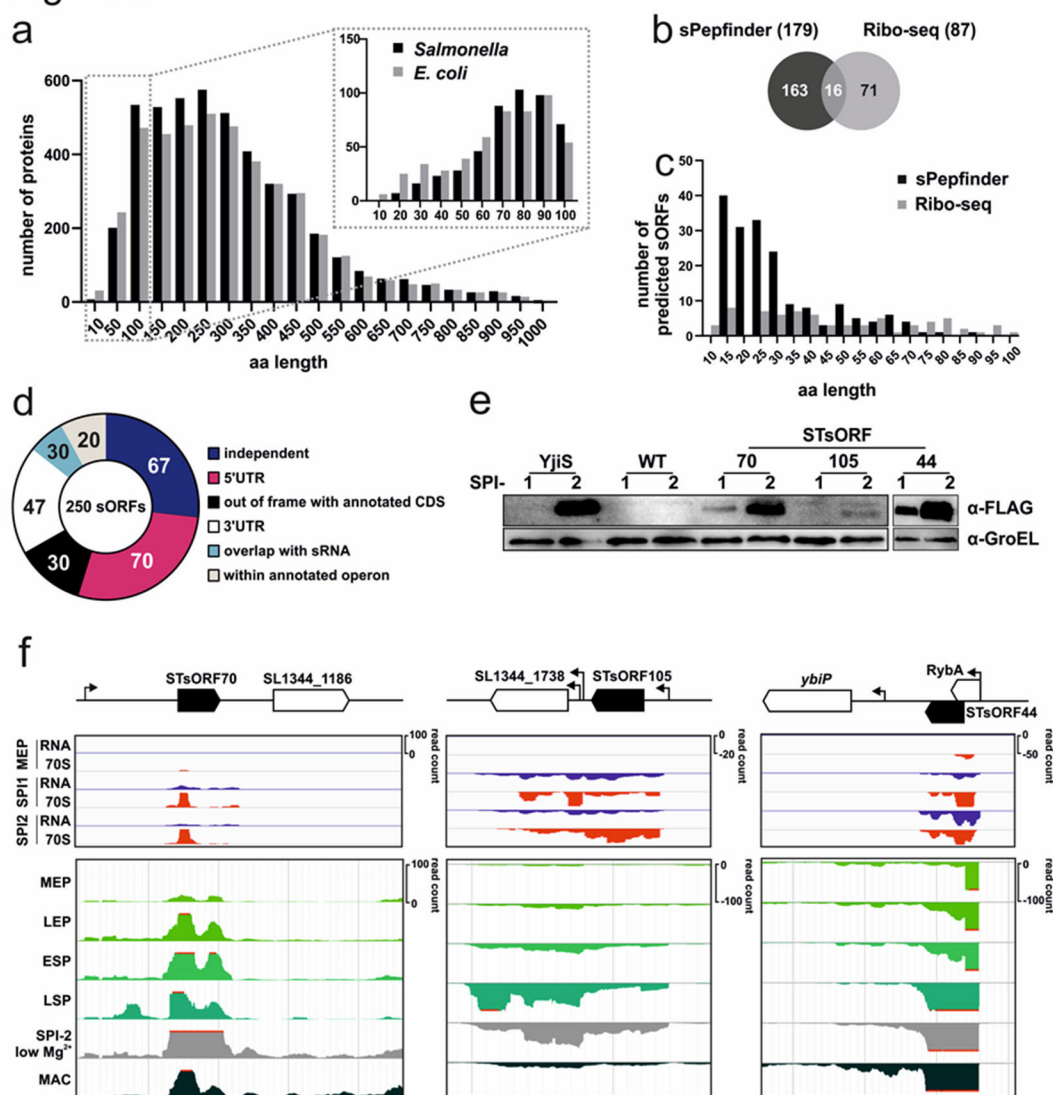 a
number of proteins
600
400
200
0
10 50 100 150 200 250 300 350 400 450 500 550 600 650 700 750 800 850 900 950 1000
aa length
150
100
50
0
Salmonella
E. coli
10 20 30 40 50 60 70 80 90 100
b
sPepfinder (179) Ribo-seq (87)
163 16 71
c
number of
predicted sORFs
50
40
30
20
10
0
sPepfinder
Ribo-seq
10 15 20 25 30 35 40 45 50 55 60 65 70 75 80 85 90 95 100
aa length
d
67
70
30
47
30
20
250 sORFs
independent
5'UTR
out of frame with annotated CDS
3'UTR
overlap with sRNA
within annotated operon
e
STsORF
YjiS WT 70 105 44
SPI- 1 2 1 2 1 2 1 2 1 2
α-FLAG
α-GroEL
f
STsORF70 SL1344_1186
SL1344_1738 STsORF105
ybiP RybA
STsORF44
MEP RNA
70S
SPI1 RNA
70S
SPI2 RNA
70S
100
0
read count
0
-20
read count
0
-50
read count
MEP
LEP
ESP
LSP
SPI-2
low Mg²⁺
MAC
100
0
read count
0
-100
read count
0
-100
read count